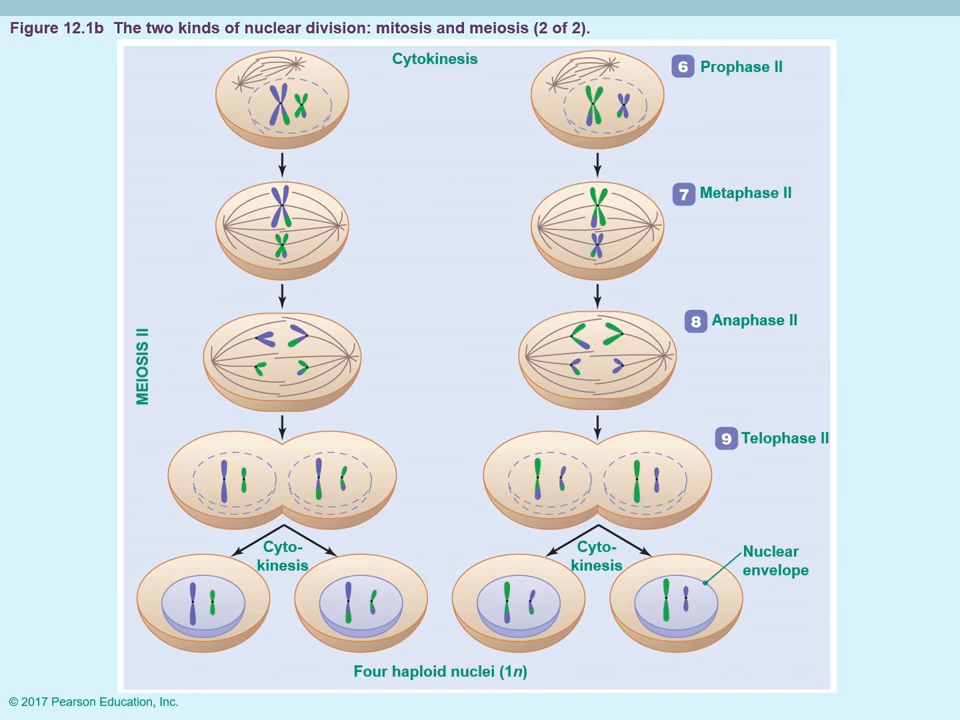 Figure 12.1b  The two kinds of nuclear division: mitosis and meiosis (2 of 2).
Cytokinesis
6 Prophase II
7 Metaphase II
8 Anaphase II
MEIOSIS II
9 Telophase II
Cyto-
kinesis
Cyto-
kinesis
Nuclear
envelope
Four haploid nuclei (1n)
© 2017 Pearson Education, Inc.